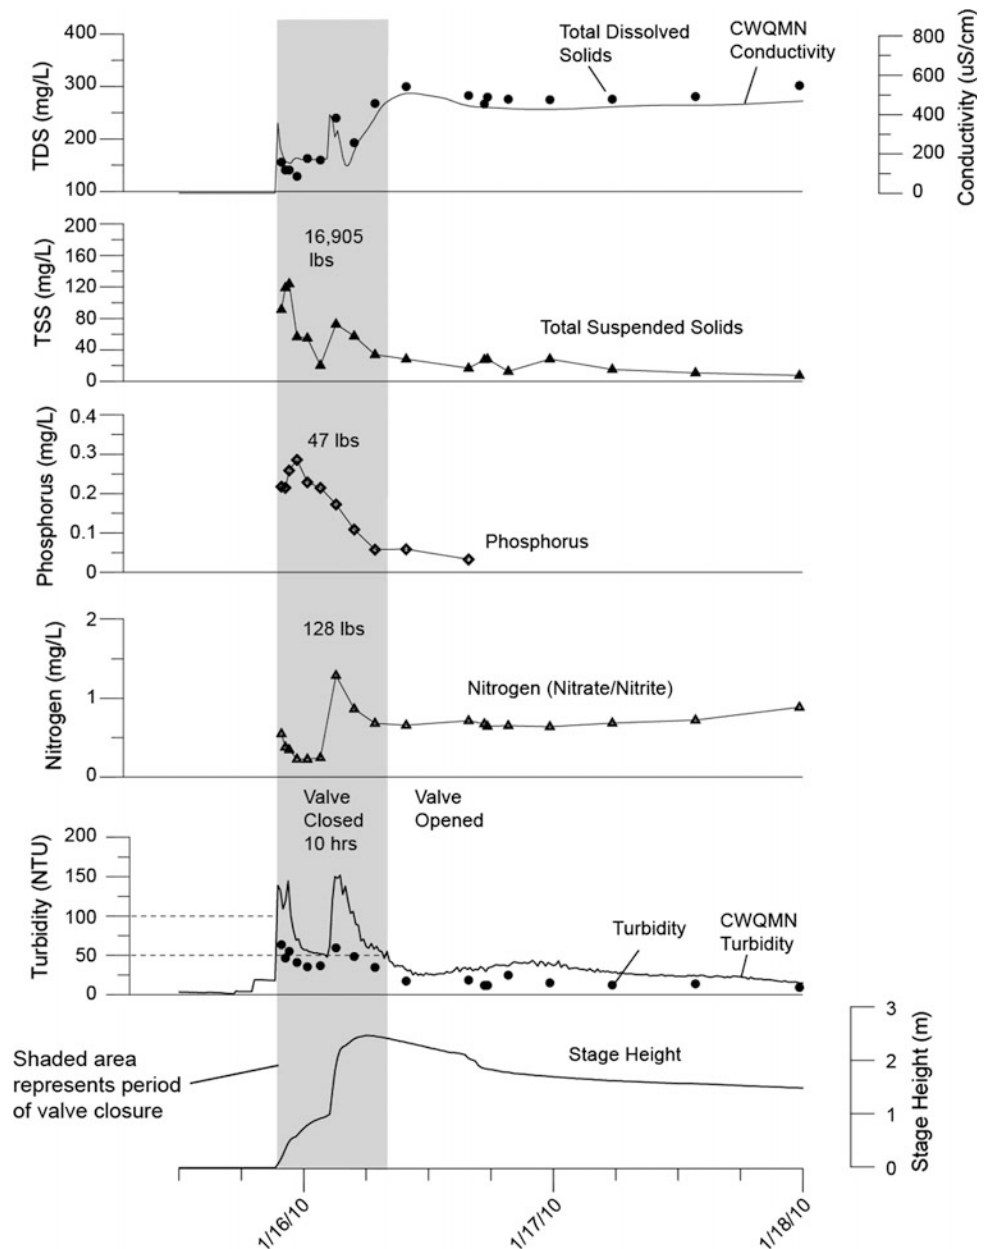 400
300
200
100
TDS (mg/L)
Total Dissolved
Solids
CWQMN
Conductivity
800
600
400
200
0
Conductivity (uS/cm)
200
160
120
80
40
0
TSS (mg/L)
16,905
lbs
Total Suspended Solids
0.4
0.3
0.2
0.1
0
Phosphorus (mg/L)
47 lbs
Phosphorus
2
1
0
Nitrogen (mg/L)
128 lbs
Nitrogen (Nitrate/Nitrite)
Valve
Closed
10 hrs
Valve
Opened
200
150
100
50
0
Turbidity (NTU)
Turbidity
CWQMN
Turbidity
3
2
1
0
Stage Height (m)
Stage Height
Shaded area
represents period
of valve closure
1/16/10
1/17/10
1/18/10